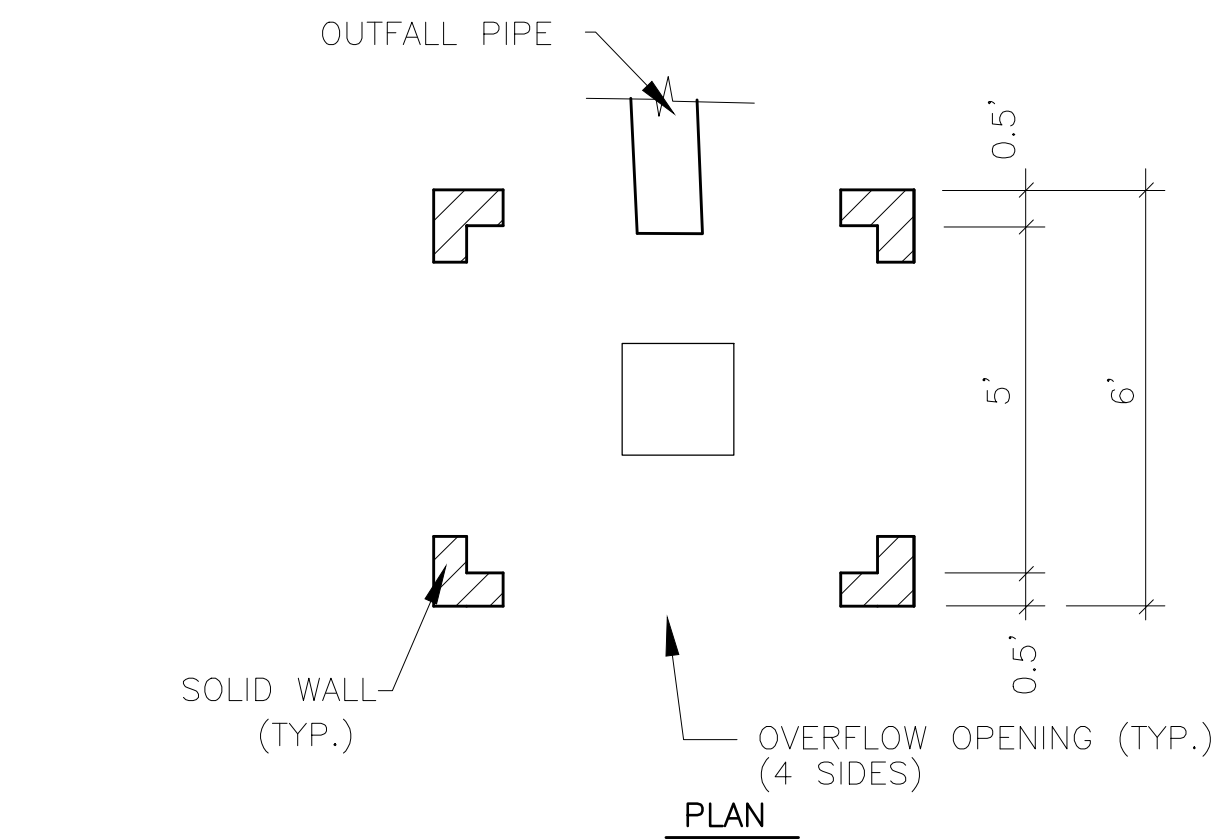 OUTFALL PIPE
0.5'
5'
6'
0.5'
SOLID WALL
(TYP.)
OVERFLOW OPENING (TYP.)
(4 SIDES)
PLAN